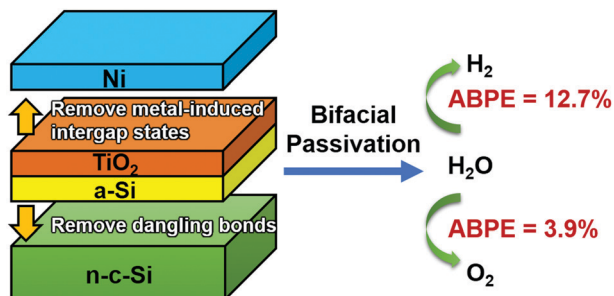 Ni
Remove metal-induced
intergap states
TiO₂
a-Si
Remove dangling bonds
n-c-Si
Bifacial
Passivation
H₂
ABPE = 12.7%
H₂O
ABPE = 3.9%
O₂